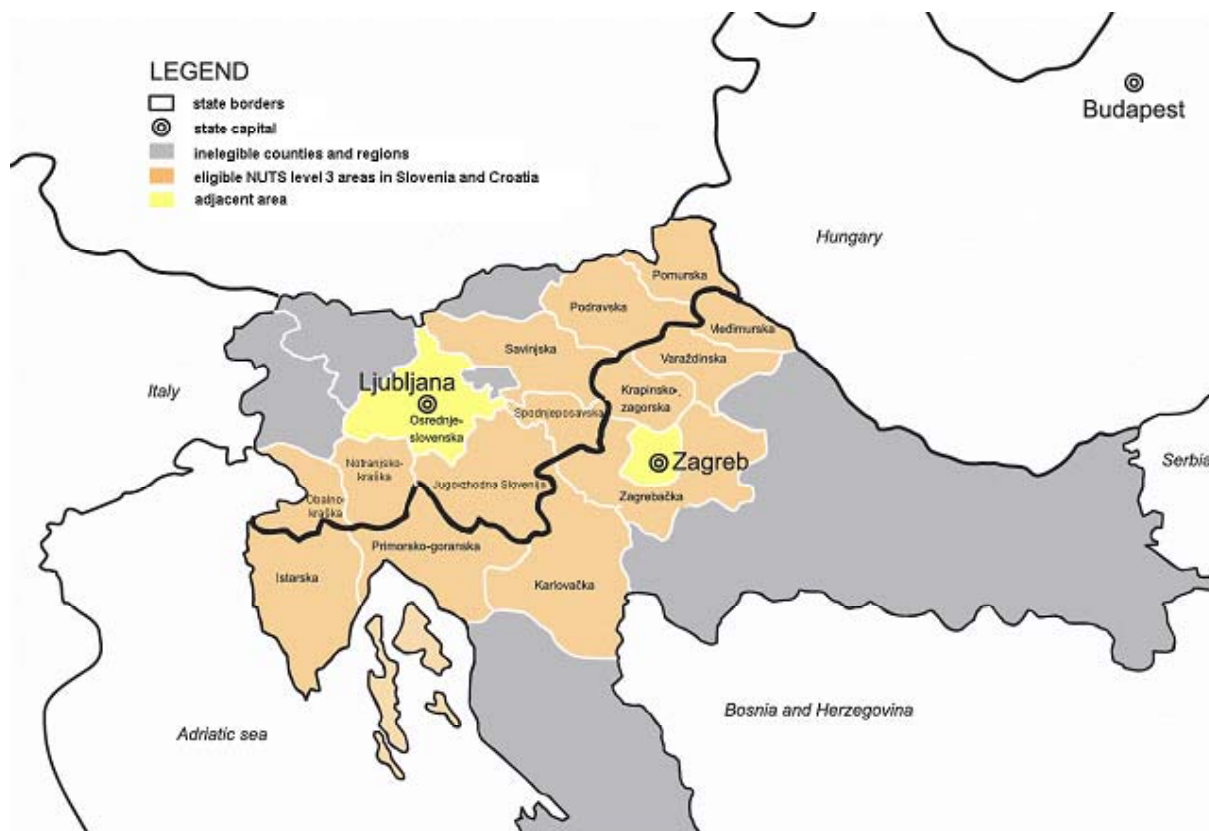 LEGEND
state borders
state capital
inelegible counties and regions
eligible NUTS level 3 areas in Slovenia and Croatia
adjacent area
Budapest
Hungary
Pomurska
Podravska
Međimurska
Savinjska
Varaždinska
Italy
Ljubljana
Krapinsko-
zagorska
Osrednje-
slovenska
Spodnjeposavska
Zagreb
Serbia
Notranjsko-
kraška
Jugovzhodna Slovenija
Obalno-
kraška
Zagrebačka
Primorsko-goranska
Istarska
Karlovačka
Bosnia and Herzegovina
Adriatic sea